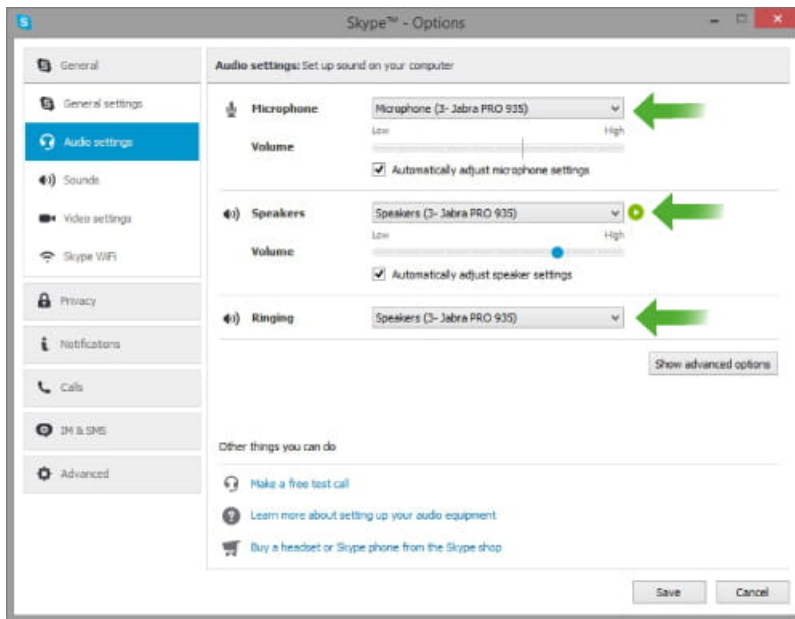 Skype™ - Options
General
General settings
Audio settings
Sounds
Video settings
Skype WiFi
Privacy
Notifications
Calls
IM & SMS
Advanced
Audio settings: Set up sound on your computer
Microphone
Microphone (3- Jabra PRO 935)
Low High
Volume
Automatically adjust microphone settings
Speakers
Speakers (3- Jabra PRO 935)
Low High
Volume
Automatically adjust speaker settings
Ringing
Speakers (3- Jabra PRO 935)
Show advanced options
Other things you can do
Make a free test call
Learn more about setting up your audio equipment
Buy a headset or Skype phone from the Skype shop
Save Cancel